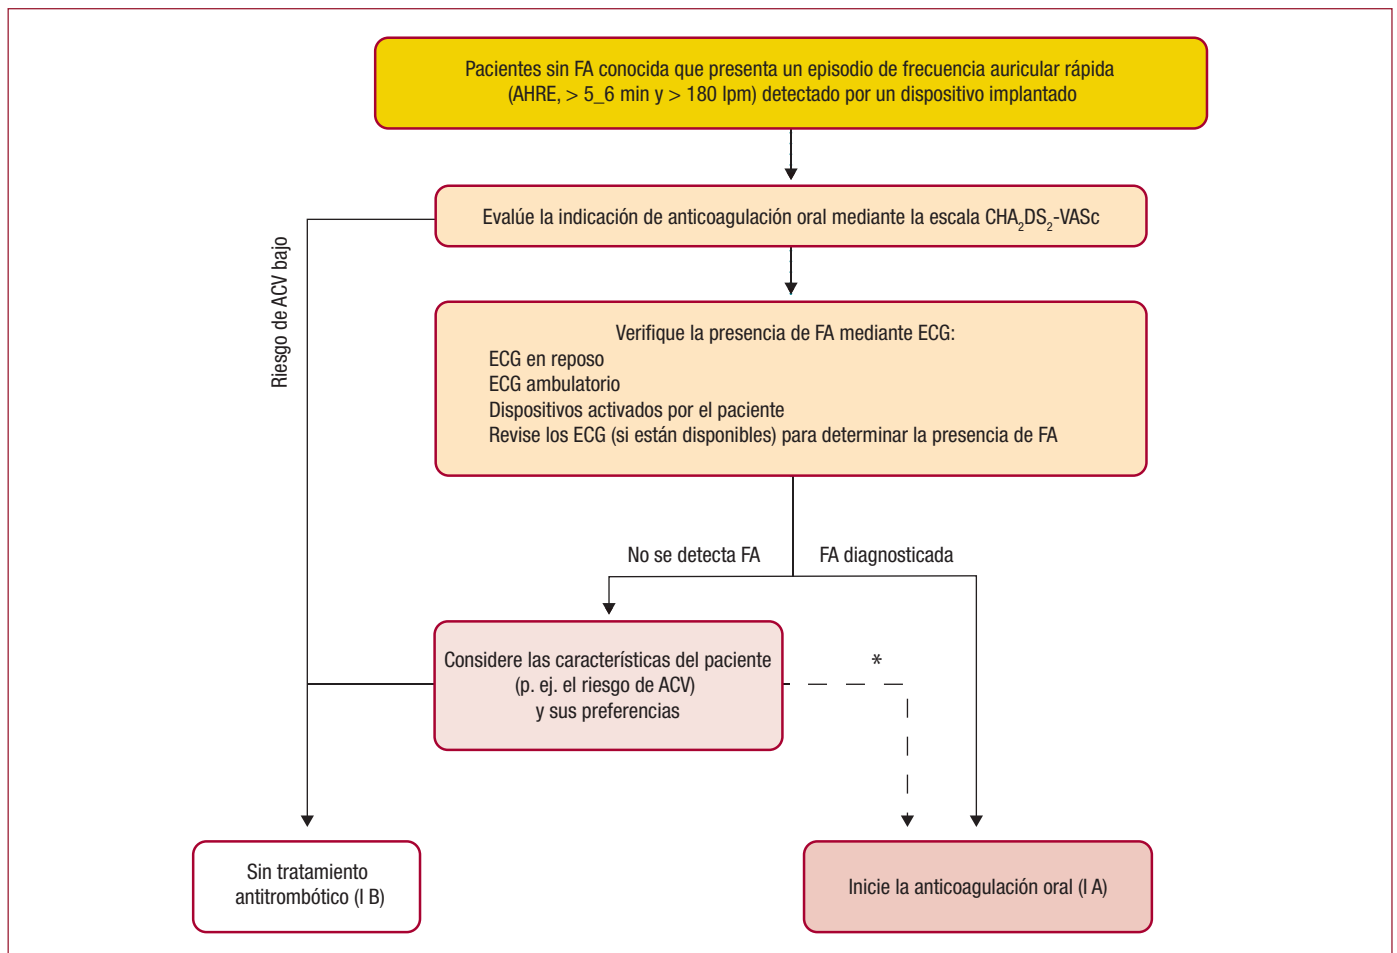 Pacientes sin FA conocida que presenta un episodio de frecuencia auricular rápida
(AHRE, > 5_6 min y > 180 lpm) detectado por un dispositivo implantado
Evalúe la indicación de anticoagulación oral mediante la escala CHA₂DS₂-VASc
Riesgo de ACV bajo
Verifique la presencia de FA mediante ECG:
ECG en reposo
ECG ambulatorio
Dispositivos activados por el paciente
Revise los ECG (si están disponibles) para determinar la presencia de FA
No se detecta FA
FA diagnosticada
Considere las características del paciente
(p. ej. el riesgo de ACV)
y sus preferencias
*
Sin tratamiento
antitrombótico (I B)
Inicie la anticoagulación oral (I A)